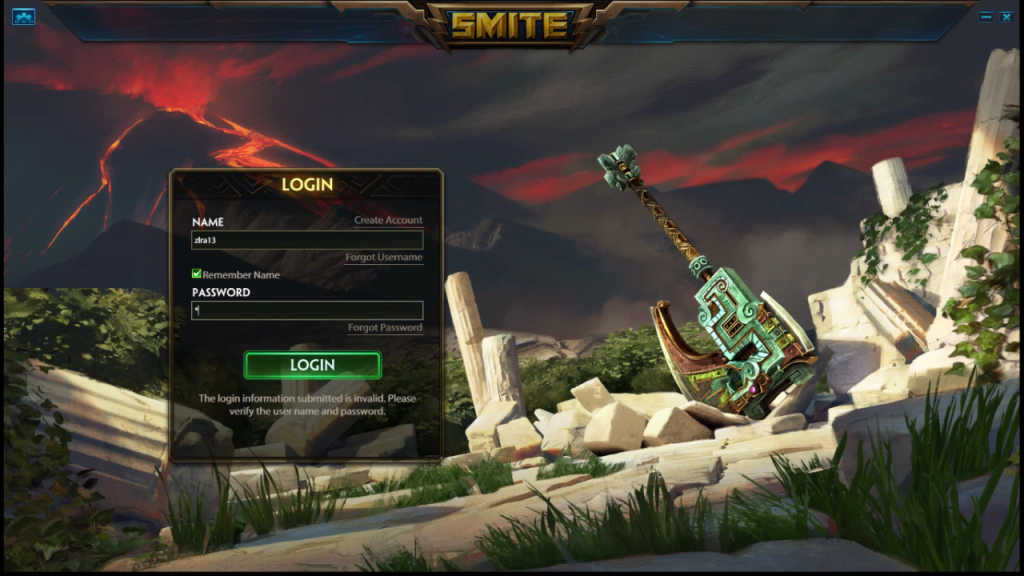 SMITE
LOGIN
NAME
Create Account
zlra13
Forgot Username
Remember Name
PASSWORD
*
Forgot Password
LOGIN
The login information submitted is invalid. Please
verify the user name and password.